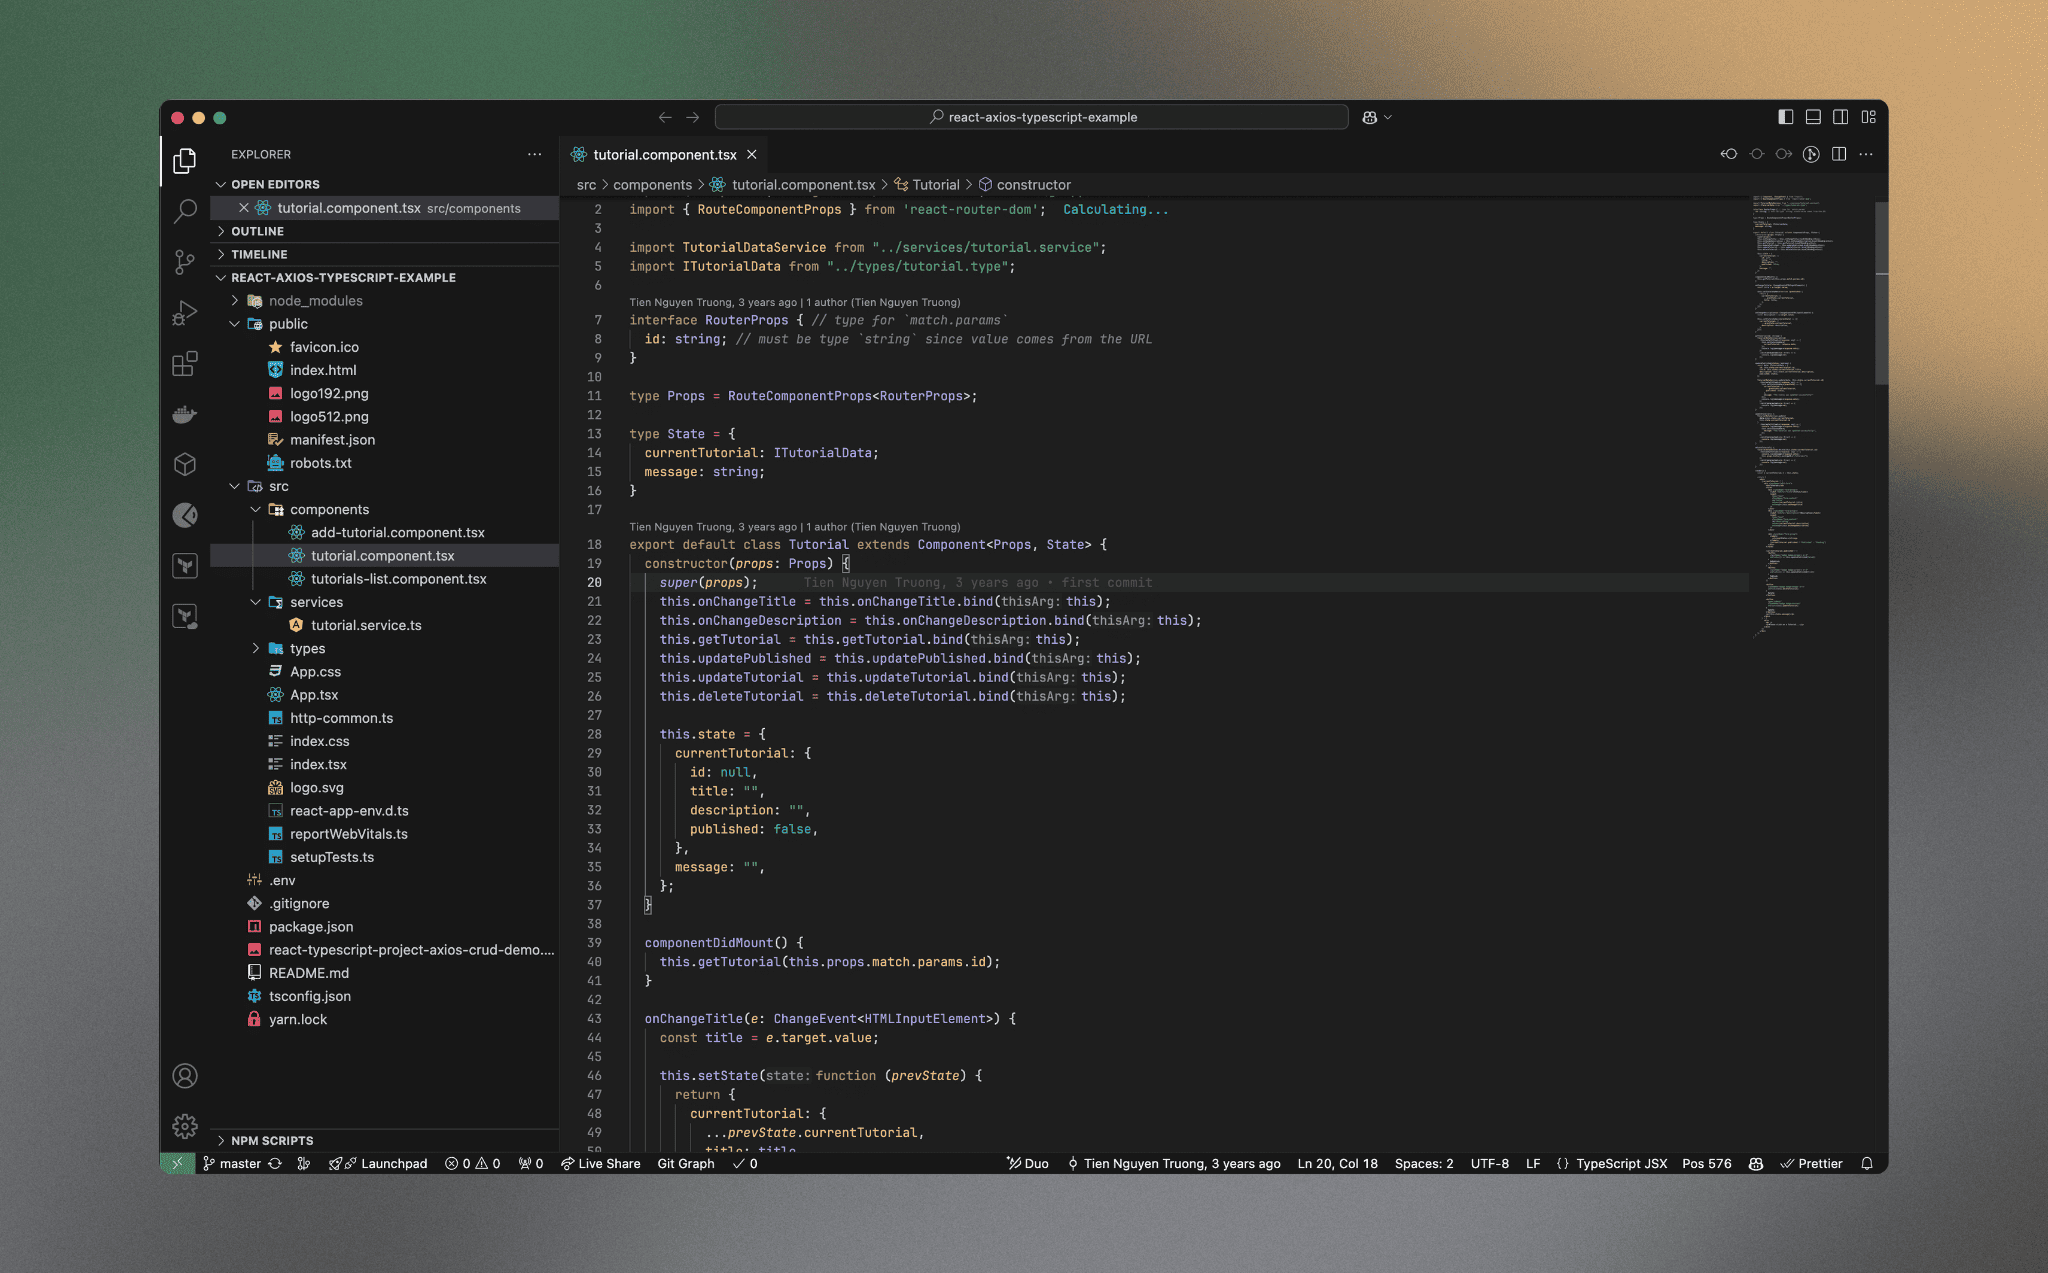 react-axios-typescript-example
EXPLORER
OPEN EDITORS
tutorial.component.tsx src/components
OUTLINE
TIMELINE
REACT-AXIOS-TYPESCRIPT-EXAMPLE
node_modules
public
favicon.ico
index.html
logo192.png
logo512.png
manifest.json
robots.txt
src
components
add-tutorial.component.tsx
tutorial.component.tsx
tutorials-list.component.tsx
services
tutorial.service.ts
types
App.css
App.tsx
http-common.ts
index.css
index.tsx
logo.svg
react-app-env.d.ts
reportWebVitals.ts
setupTests.ts
.env
.gitignore
package.json
react-typescript-project-axios-crud-demo....
README.md
tsconfig.json
yarn.lock
NPM SCRIPTS
tutorial.component.tsx
src > components > tutorial.component.tsx > Tutorial > constructor
2 import { RouteComponentProps } from 'react-router-dom'; Calculating...
3
4 import TutorialDataService from "../services/tutorial.service";
5 import ITutorialData from "../types/tutorial.type";
6
Tien Nguyen Truong, 3 years ago | 1 author (Tien Nguyen Truong)
7 interface RouterProps { // type for `match.params`
8 id: string; // must be type `string` since value comes from the URL
9 }
10
11 type Props = RouteComponentProps<RouterProps>;
12
13 type State = {
14 currentTutorial: ITutorialData;
15 message: string;
16 }
17
Tien Nguyen Truong, 3 years ago | 1 author (Tien Nguyen Truong)
18 export default class Tutorial extends Component<Props, State> {
19 constructor(props: Props) {
20 super(props); Tien Nguyen Truong, 3 years ago • first commit
21 this.onChangeTitle = this.onChangeTitle.bind(thisArg: this);
22 this.onChangeDescription = this.onChangeDescription.bind(thisArg: this);
23 this.getTutorial = this.getTutorial.bind(thisArg: this);
24 this.updatePublished = this.updatePublished.bind(thisArg: this);
25 this.updateTutorial = this.updateTutorial.bind(thisArg: this);
26 this.deleteTutorial = this.deleteTutorial.bind(thisArg: this);
27
28 this.state = {
29 currentTutorial: {
30 id: null,
31 title: "",
32 description: "",
33 published: false,
34 },
35 message: "",
36 };
37 }
38
39 componentDidMount() {
40 this.getTutorial(this.props.match.params.id);
41 }
42
43 onChangeTitle(e: ChangeEvent<HTMLInputElement>) {
44 const title = e.target.value;
45
46 this.setState(state: function (prevState) {
47 return {
48 currentTutorial: {
49 ...prevState.currentTutorial,
50 title: title,
master Launchpad 0 0 0 Live Share Git Graph 0 Duo Tien Nguyen Truong, 3 years ago Ln 20, Col 18 Spaces: 2 UTF-8 LF {} TypeScript JSX Pos 576 Prettier